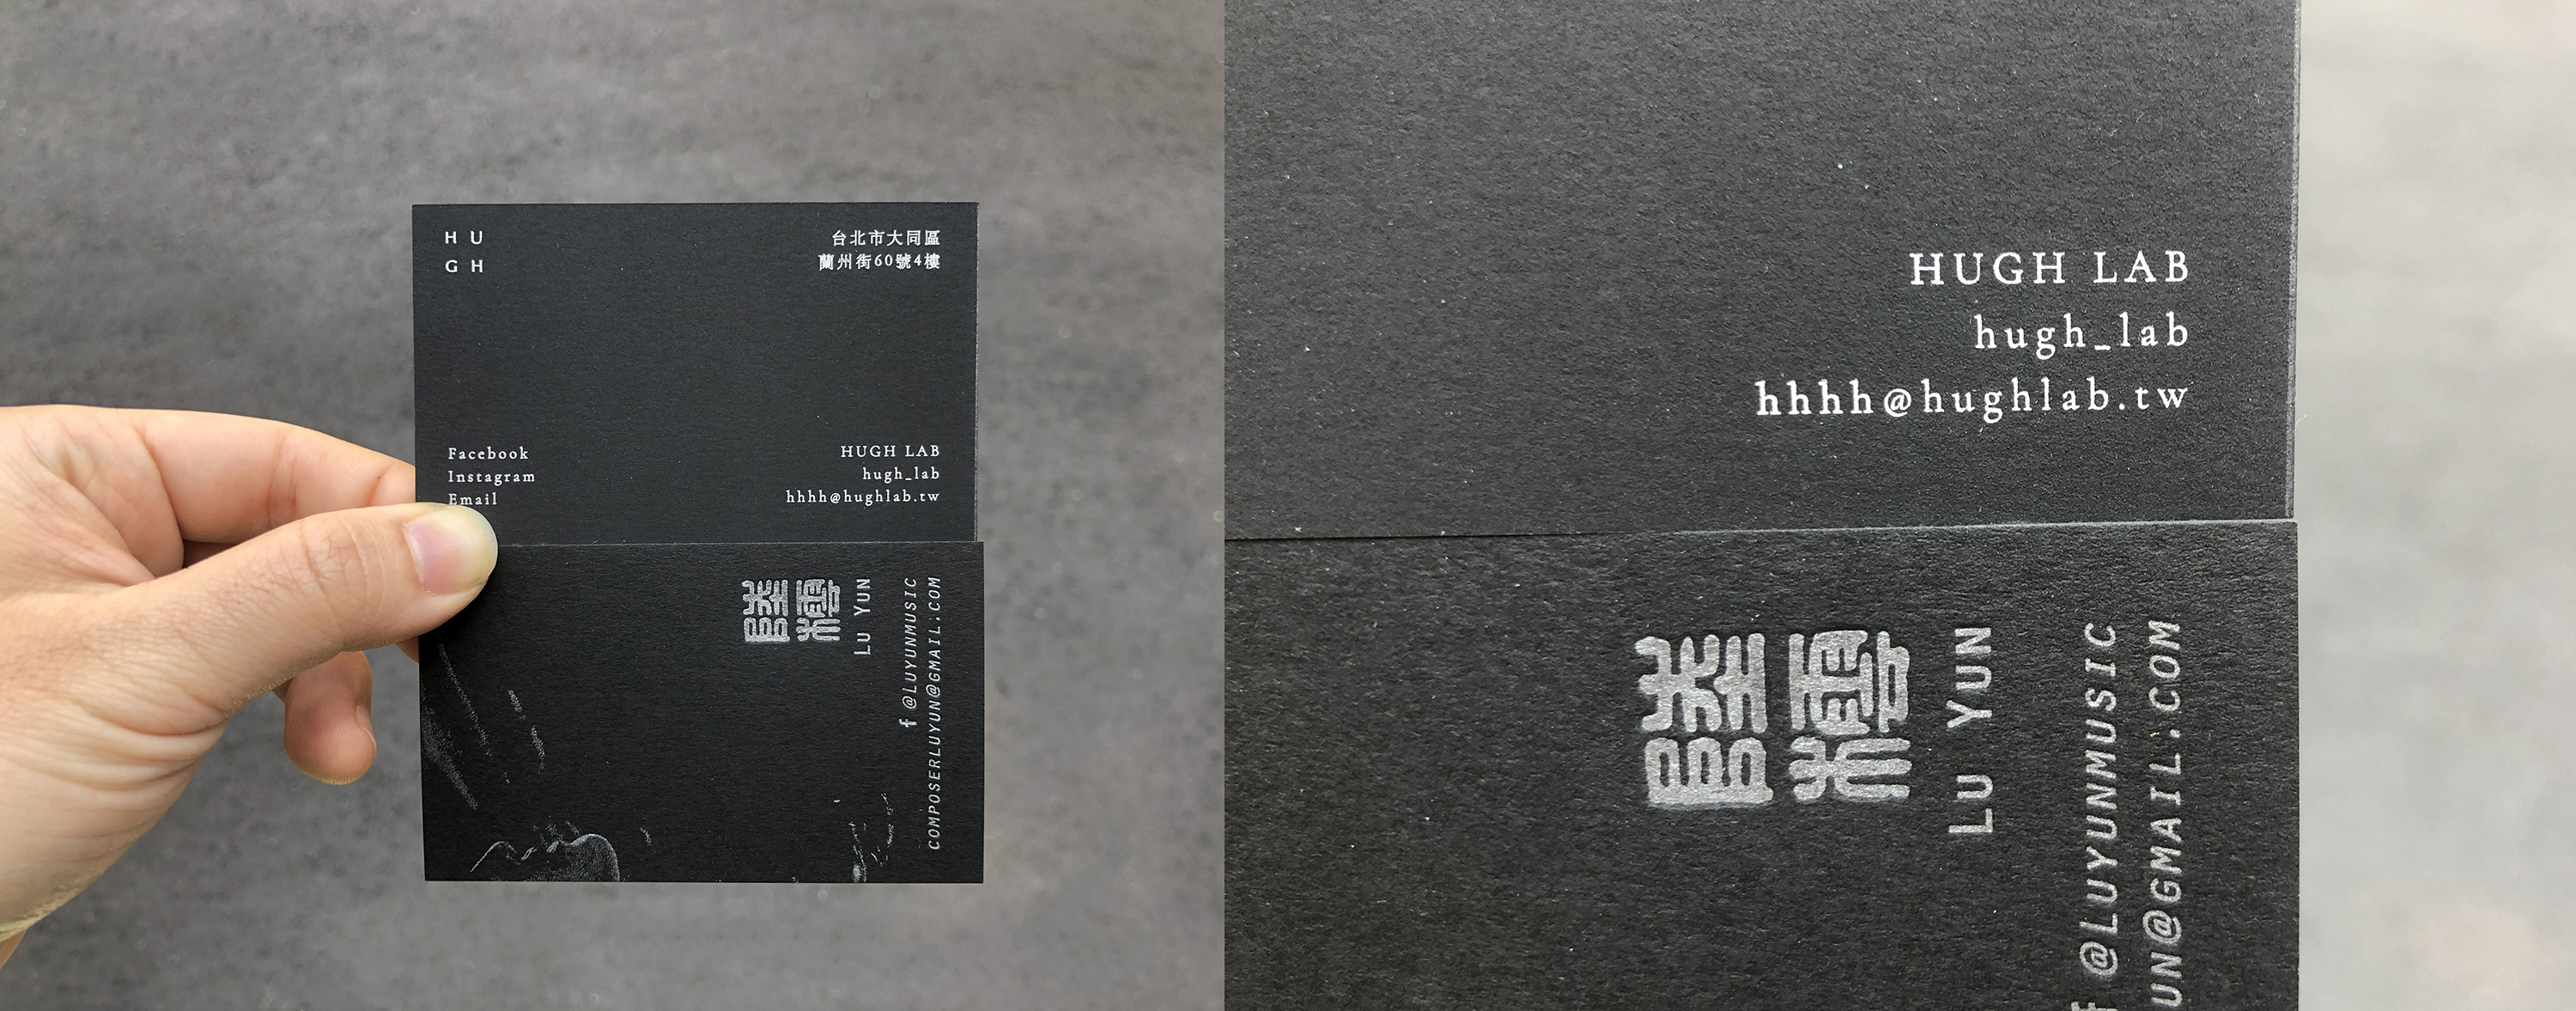 H U
G H
台北市大同區
蘭州街60號4樓
Facebook
Instagram
Email
HUGH LAB
hugh_lab
hhhh@hughlab.tw
LU YUN
f @LUYUNMUSIC
COMPOSERLUYUN@GMAIL.COM
HUGH LAB
hugh_lab
hhhh@hughlab.tw
LU YUN
f @LUYUNMUSIC
UN@GMAIL.COM